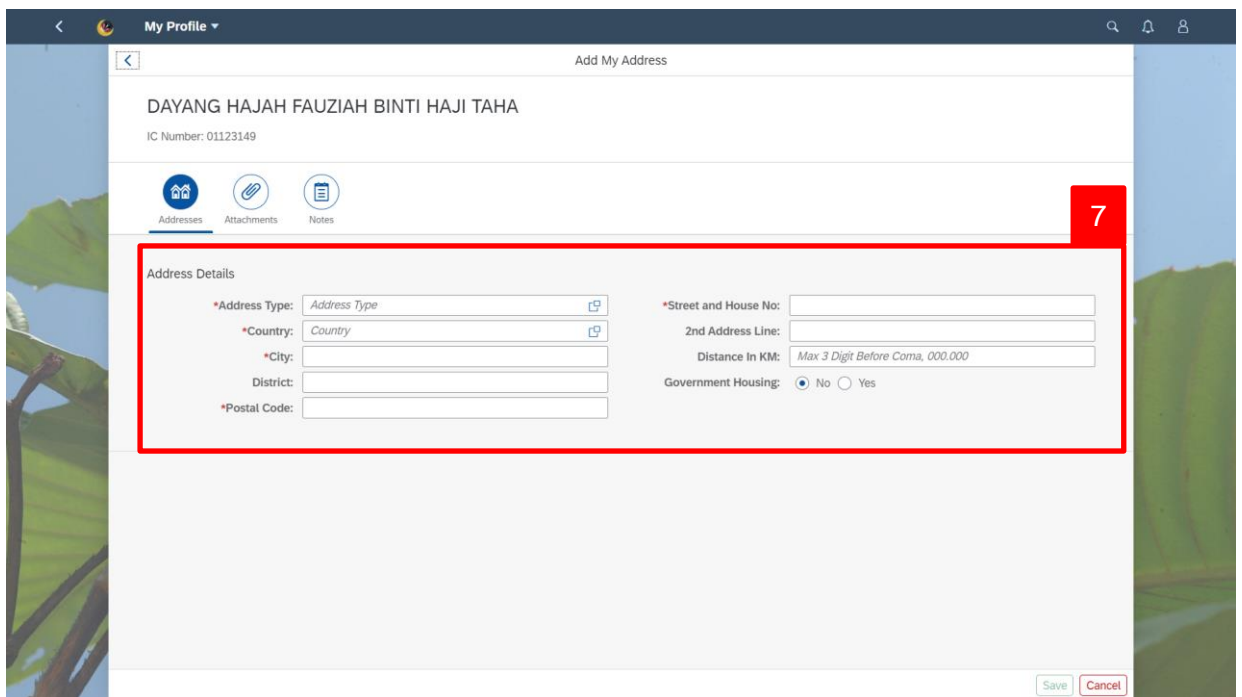 My Profile
Add My Address
DAYANG HAJAH FAUZIAH BINTI HAJI TAHA
IC Number: 01123149
Addresses Attachments Notes
7
Address Details
*Address Type: Address Type
*Country: Country
*City:
District:
*Postal Code:
*Street and House No:
2nd Address Line:
Distance In KM: Max 3 Digit Before Coma, 000.000
Government Housing: No Yes
Save Cancel